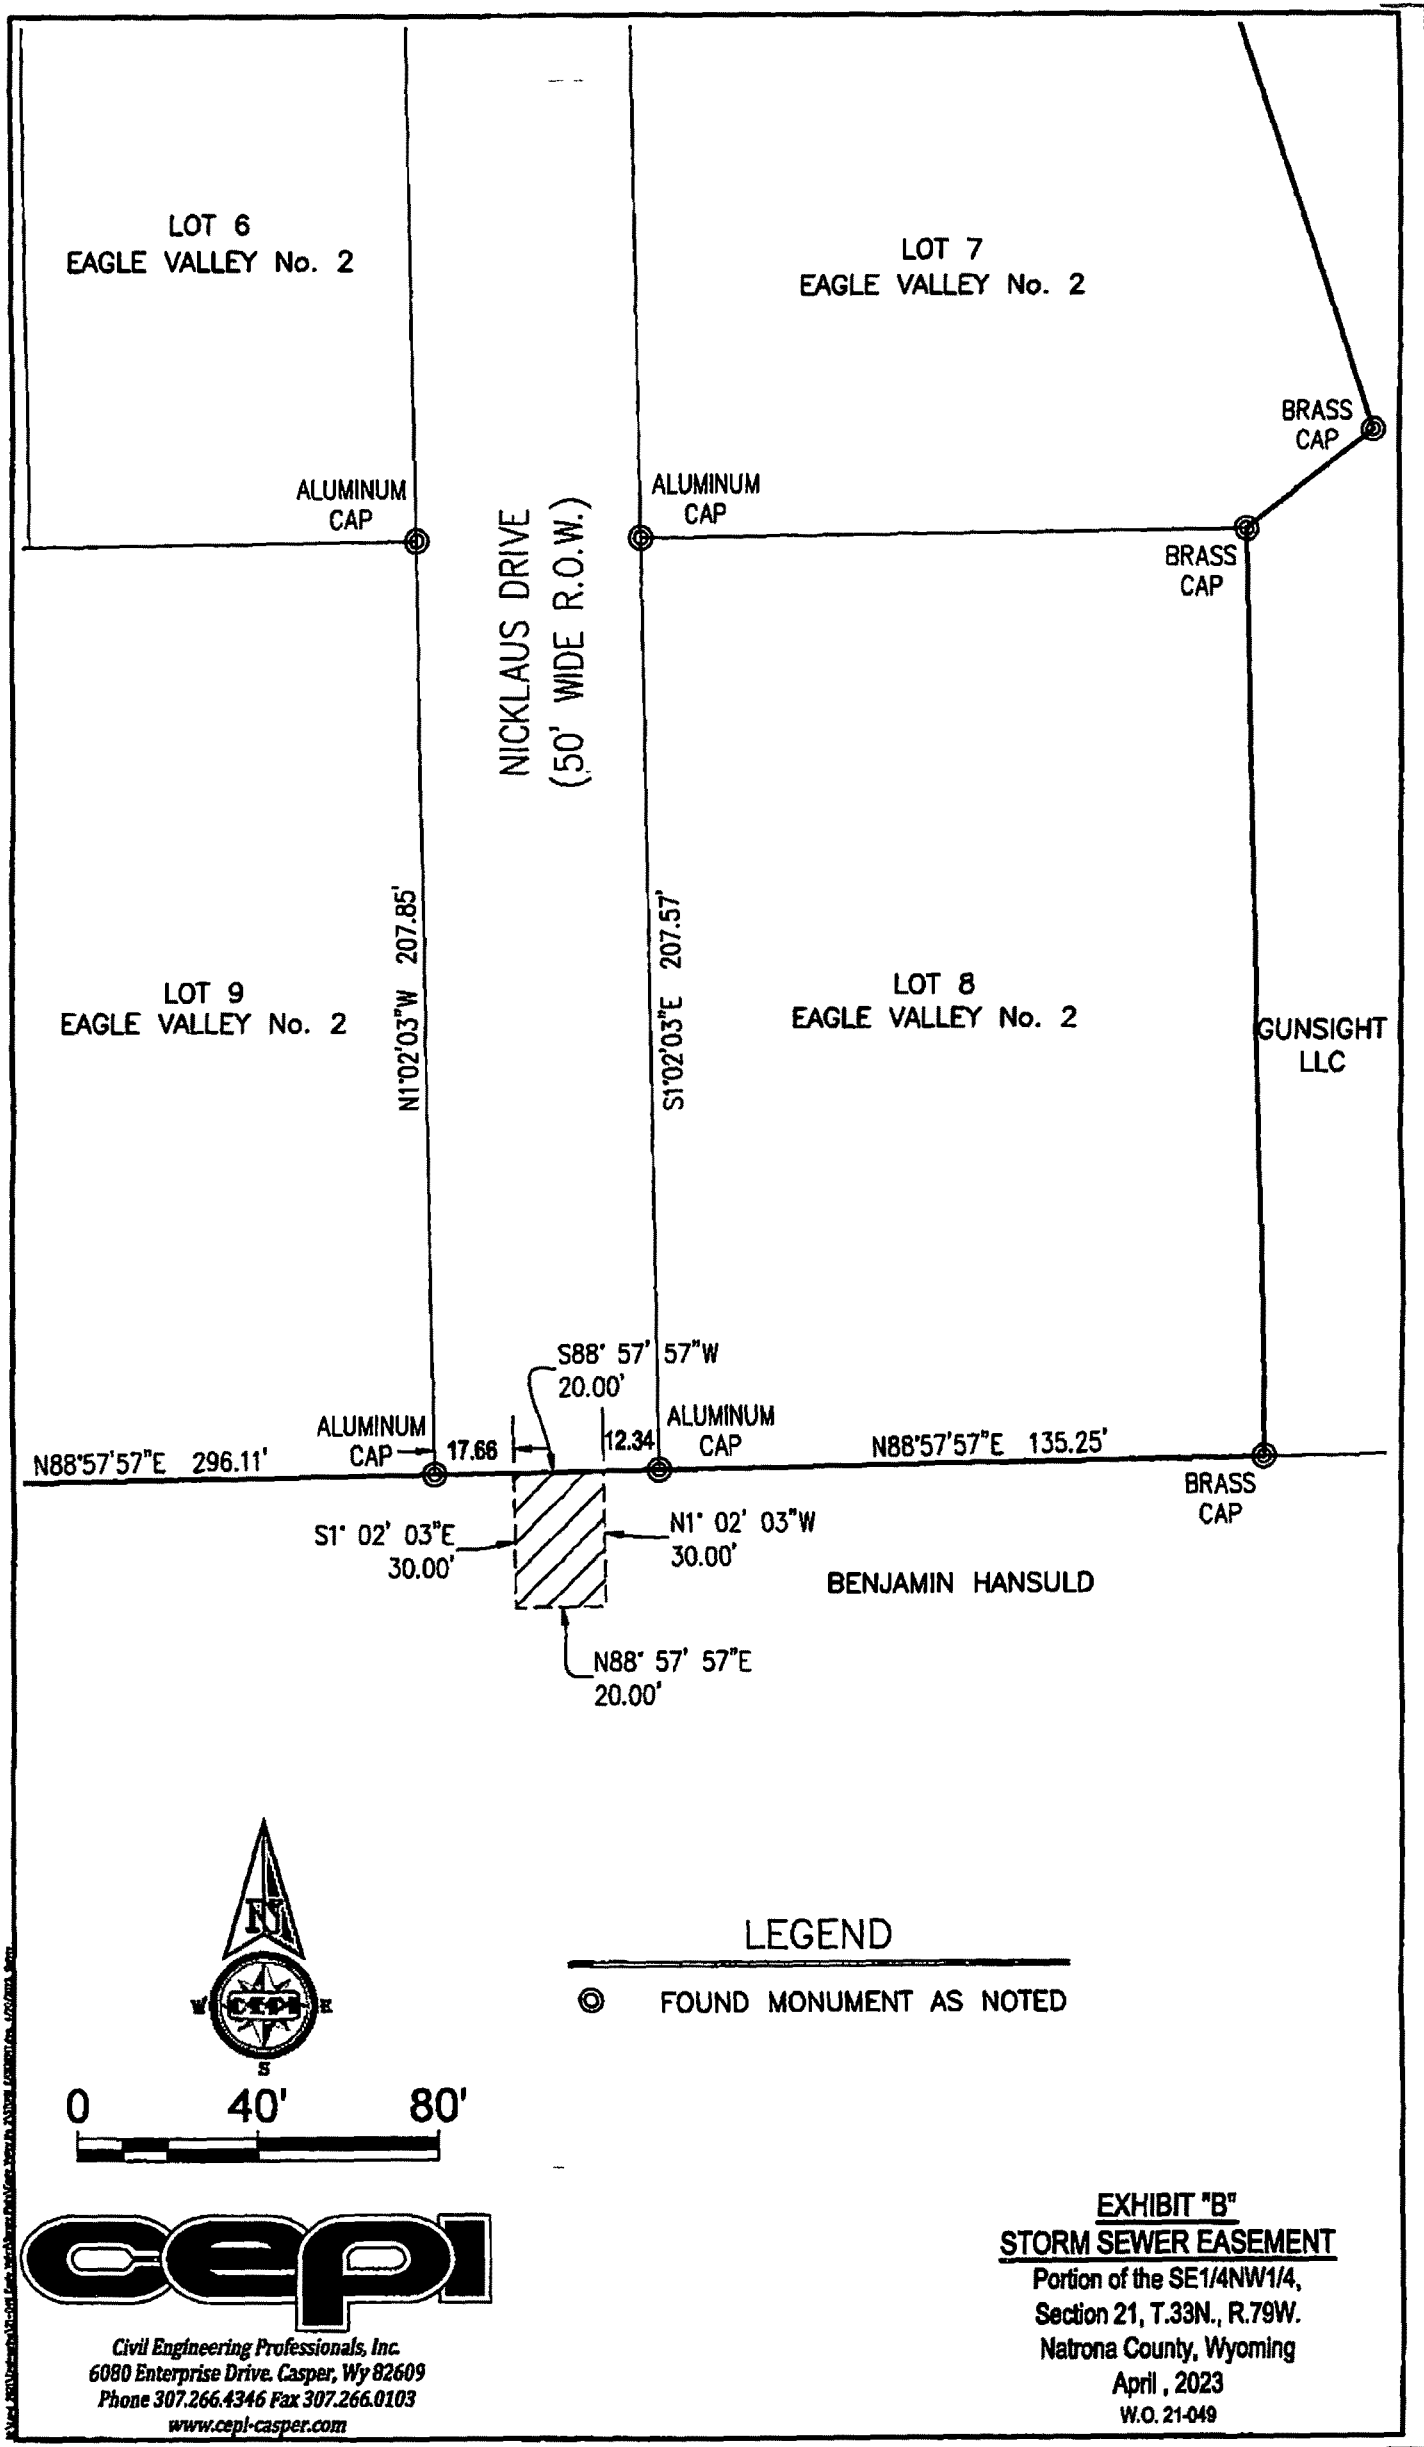 LOT 6
EAGLE VALLEY No. 2
LOT 7
EAGLE VALLEY No. 2
BRASS
CAP
ALUMINUM
CAP
ALUMINUM
CAP
BRASS
CAP
NICKLAUS DRIVE
(50' WIDE R.O.W.)
N1°02'03"W 207.85'
S1°02'03"E 207.57'
LOT 9
EAGLE VALLEY No. 2
LOT 8
EAGLE VALLEY No. 2
GUNSIGHT
LLC
S88° 57' 57"W
20.00'
ALUMINUM
CAP
17.66
12.34
ALUMINUM
CAP
N88°57'57"E 296.11'
N88°57'57"E 135.25'
BRASS
CAP
S1° 02' 03"E
30.00'
N1° 02' 03"W
30.00'
BENJAMIN HANSULD
N88° 57' 57"E
20.00'
N
W CEPI E
S
LEGEND
FOUND MONUMENT AS NOTED
0 40' 80'
cepi
Civil Engineering Professionals, Inc.
6080 Enterprise Drive. Casper, Wy 82609
Phone 307.266.4346 Fax 307.266.0103
www.cepi-casper.com
EXHIBIT "B"
STORM SEWER EASEMENT
Portion of the SE1/4NW1/4,
Section 21, T.33N., R.79W.
Natrona County, Wyoming
April , 2023
W.O. 21-049